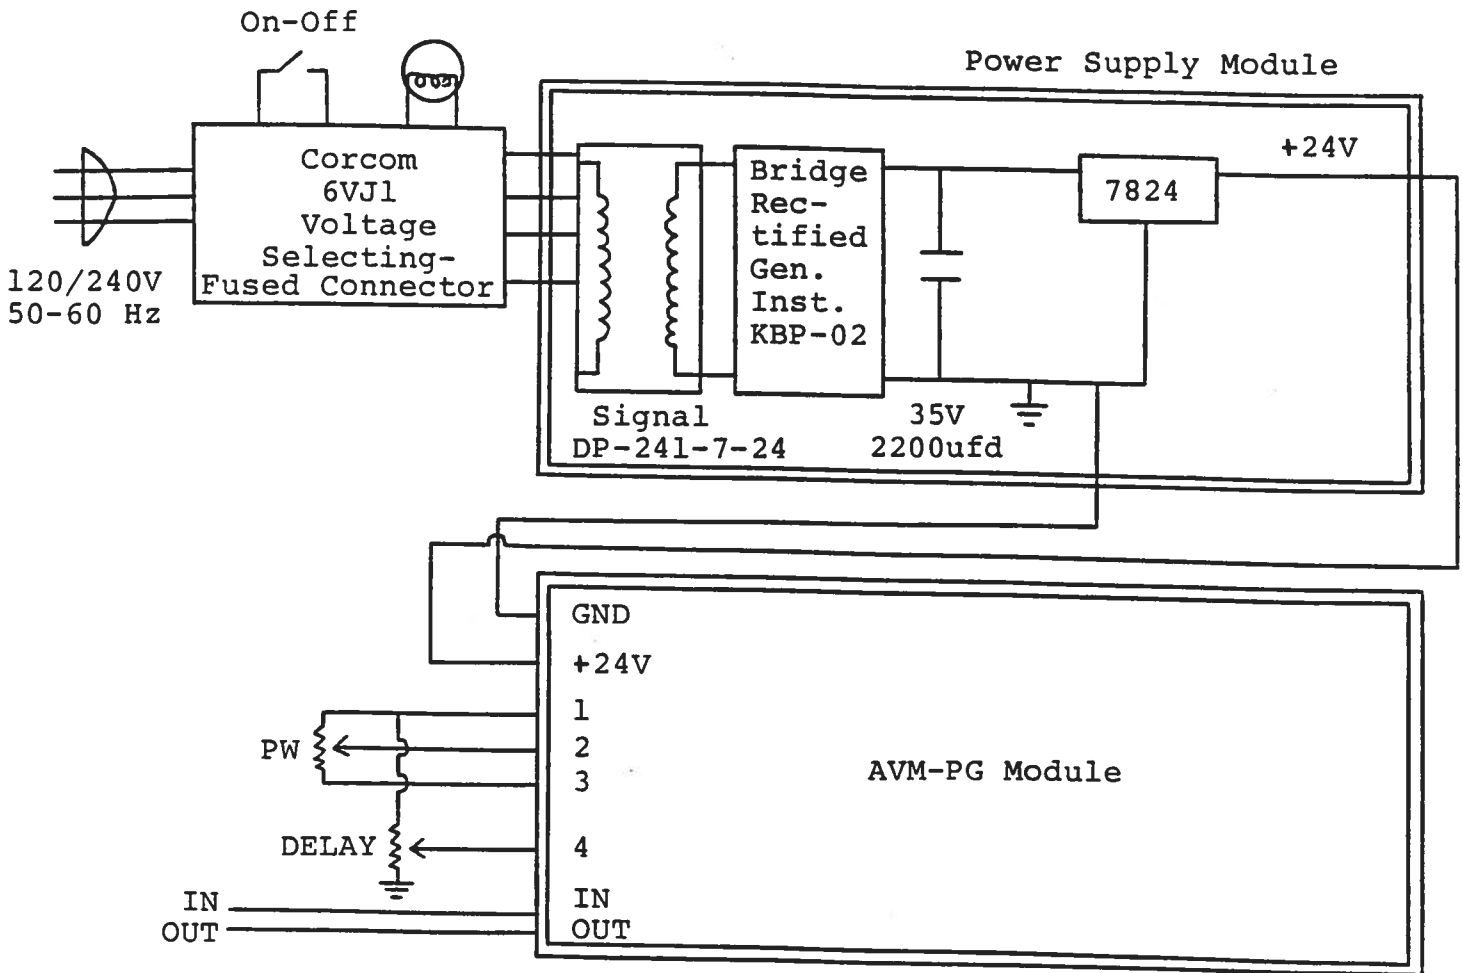 On-Off
Power Supply Module
Corcom
6VJ1
Voltage
Selecting-
Fused Connector
120/240V
50-60 Hz
Bridge
Rec-
tified
Gen.
Inst.
KBP-02
7824
+24V
Signal
DP-241-7-24
35V
2200ufd
GND
+24V
1
2
3
4
IN
OUT
PW
DELAY
IN
OUT
AVM-PG Module